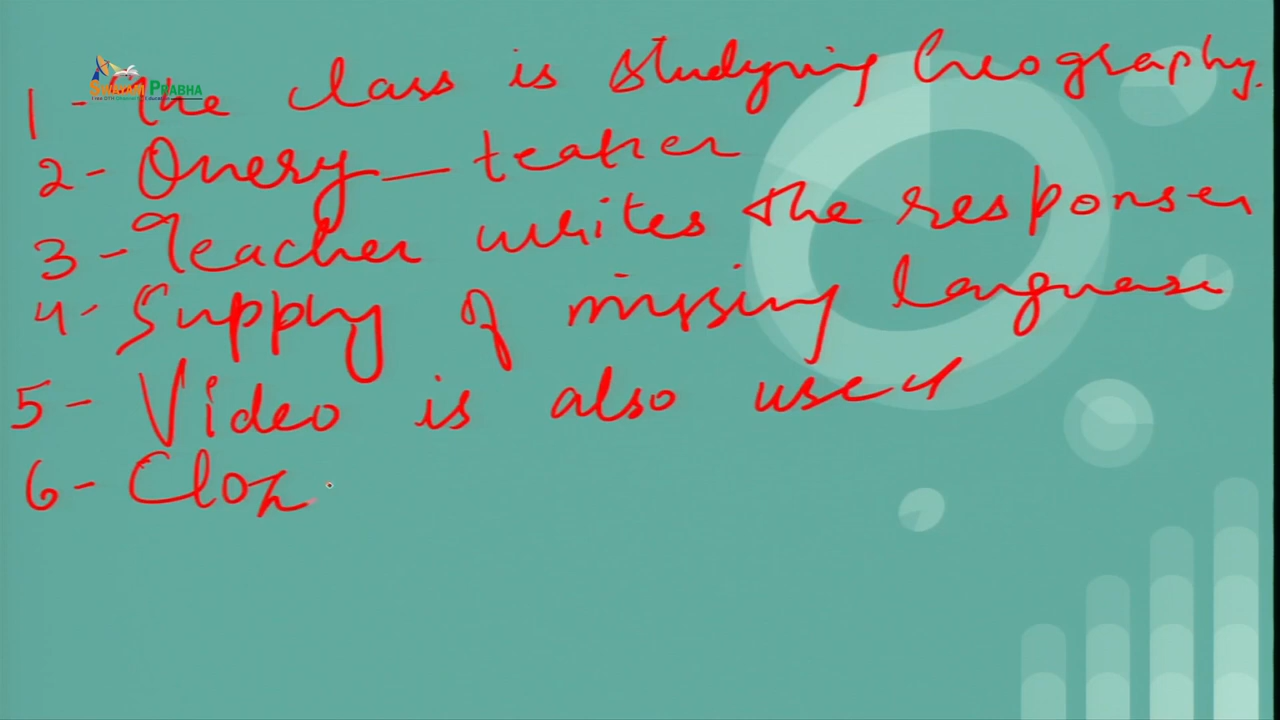 SWAYAM PRABHA
1 - The class is studying Geography.
2 - Query - teacher
3 - Teacher writes the responses
4 - Supply of missing language
5 - Video is also used
6 - Cloz